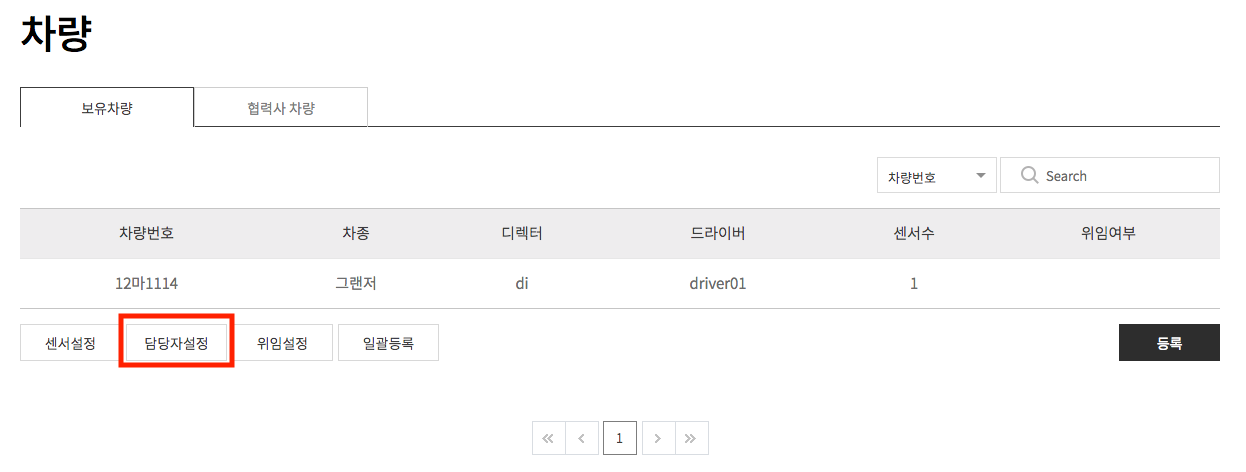 차량
보유차량 협력사 차량
차량번호 Search
차량번호 차종 디렉터 드라이버 센서수 위임여부
12마1114 그랜저 di driver01 1
센서설정 담당자설정 위임설정 일괄등록 등록
1